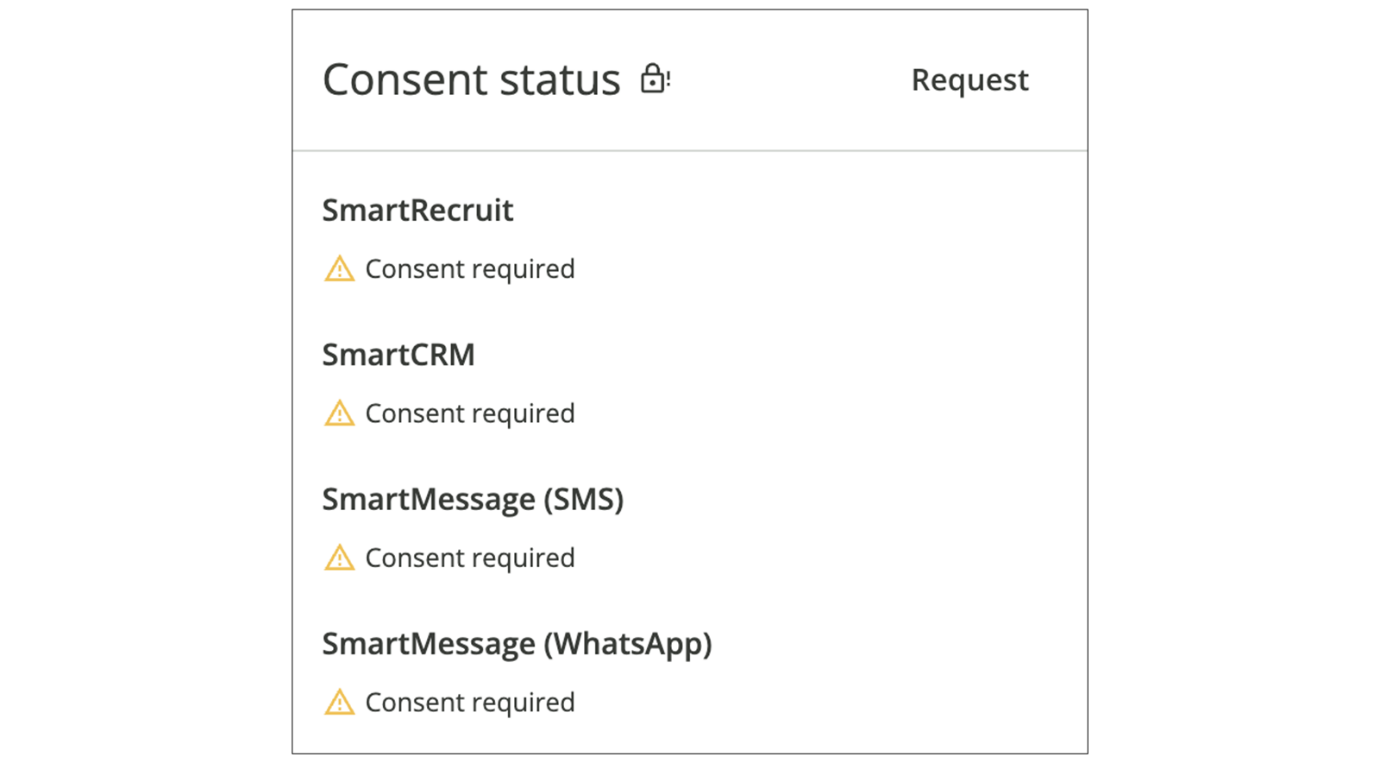 Consent status
Request
SmartRecruit
Consent required
SmartCRM
Consent required
SmartMessage (SMS)
Consent required
SmartMessage (WhatsApp)
Consent required